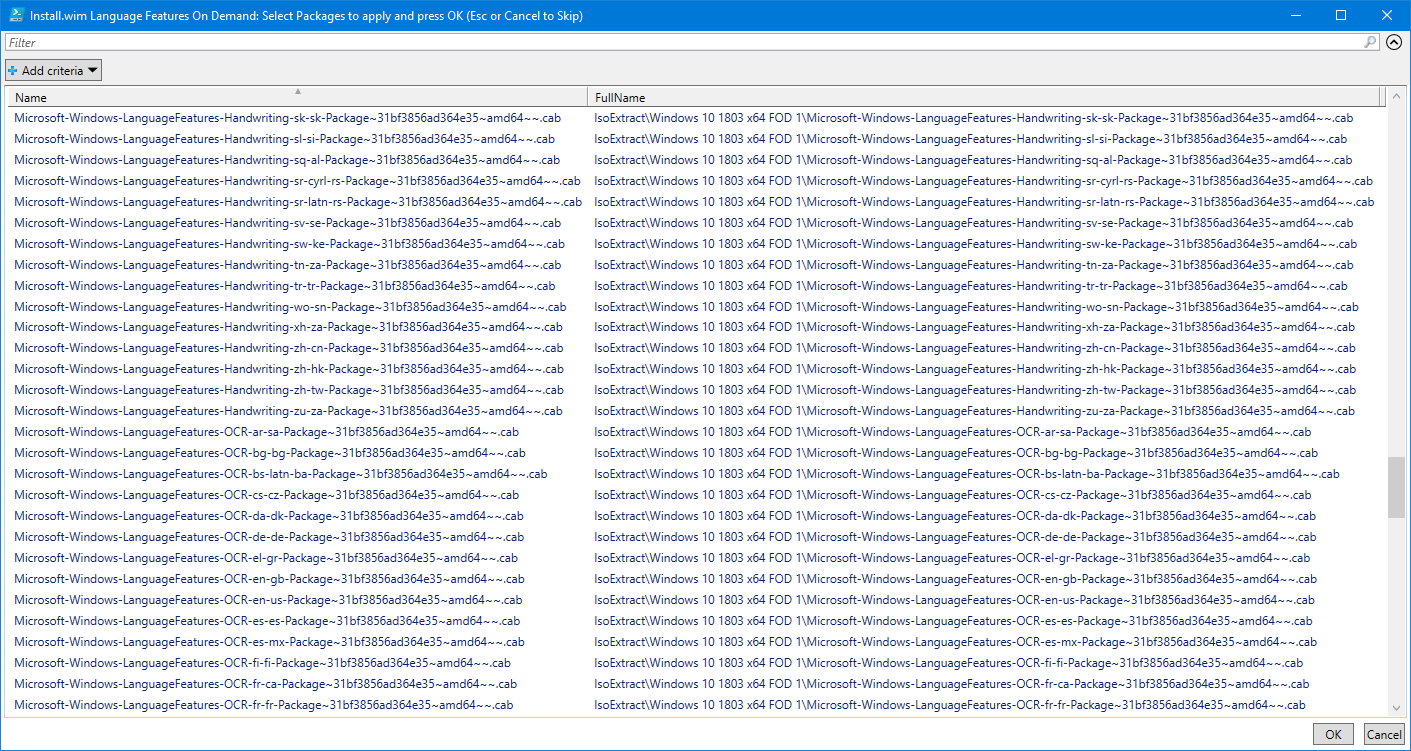 Install.wim Language Features On Demand: Select Packages to apply and press OK (Esc or Cancel to Skip)
Filter
Add criteria
Name FullName
Microsoft-Windows-LanguageFeatures-Handwriting-sk-sk-Package~31bf3856ad364e35~amd64~~.cab IsoExtract\Windows 10 1803 x64 FOD 1\Microsoft-Windows-LanguageFeatures-Handwriting-sk-sk-Package~31bf3856ad364e35~amd64~~.cab
Microsoft-Windows-LanguageFeatures-Handwriting-sl-si-Package~31bf3856ad364e35~amd64~~.cab IsoExtract\Windows 10 1803 x64 FOD 1\Microsoft-Windows-LanguageFeatures-Handwriting-sl-si-Package~31bf3856ad364e35~amd64~~.cab
Microsoft-Windows-LanguageFeatures-Handwriting-sq-al-Package~31bf3856ad364e35~amd64~~.cab IsoExtract\Windows 10 1803 x64 FOD 1\Microsoft-Windows-LanguageFeatures-Handwriting-sq-al-Package~31bf3856ad364e35~amd64~~.cab
Microsoft-Windows-LanguageFeatures-Handwriting-sr-cyrl-rs-Package~31bf3856ad364e35~amd64~~.cab IsoExtract\Windows 10 1803 x64 FOD 1\Microsoft-Windows-LanguageFeatures-Handwriting-sr-cyrl-rs-Package~31bf3856ad364e35~amd64~~.cab
Microsoft-Windows-LanguageFeatures-Handwriting-sr-latn-rs-Package~31bf3856ad364e35~amd64~~.cab IsoExtract\Windows 10 1803 x64 FOD 1\Microsoft-Windows-LanguageFeatures-Handwriting-sr-latn-rs-Package~31bf3856ad364e35~amd64~~.cab
Microsoft-Windows-LanguageFeatures-Handwriting-sv-se-Package~31bf3856ad364e35~amd64~~.cab IsoExtract\Windows 10 1803 x64 FOD 1\Microsoft-Windows-LanguageFeatures-Handwriting-sv-se-Package~31bf3856ad364e35~amd64~~.cab
Microsoft-Windows-LanguageFeatures-Handwriting-sw-ke-Package~31bf3856ad364e35~amd64~~.cab IsoExtract\Windows 10 1803 x64 FOD 1\Microsoft-Windows-LanguageFeatures-Handwriting-sw-ke-Package~31bf3856ad364e35~amd64~~.cab
Microsoft-Windows-LanguageFeatures-Handwriting-tn-za-Package~31bf3856ad364e35~amd64~~.cab IsoExtract\Windows 10 1803 x64 FOD 1\Microsoft-Windows-LanguageFeatures-Handwriting-tn-za-Package~31bf3856ad364e35~amd64~~.cab
Microsoft-Windows-LanguageFeatures-Handwriting-tr-tr-Package~31bf3856ad364e35~amd64~~.cab IsoExtract\Windows 10 1803 x64 FOD 1\Microsoft-Windows-LanguageFeatures-Handwriting-tr-tr-Package~31bf3856ad364e35~amd64~~.cab
Microsoft-Windows-LanguageFeatures-Handwriting-wo-sn-Package~31bf3856ad364e35~amd64~~.cab IsoExtract\Windows 10 1803 x64 FOD 1\Microsoft-Windows-LanguageFeatures-Handwriting-wo-sn-Package~31bf3856ad364e35~amd64~~.cab
Microsoft-Windows-LanguageFeatures-Handwriting-xh-za-Package~31bf3856ad364e35~amd64~~.cab IsoExtract\Windows 10 1803 x64 FOD 1\Microsoft-Windows-LanguageFeatures-Handwriting-xh-za-Package~31bf3856ad364e35~amd64~~.cab
Microsoft-Windows-LanguageFeatures-Handwriting-zh-cn-Package~31bf3856ad364e35~amd64~~.cab IsoExtract\Windows 10 1803 x64 FOD 1\Microsoft-Windows-LanguageFeatures-Handwriting-zh-cn-Package~31bf3856ad364e35~amd64~~.cab
Microsoft-Windows-LanguageFeatures-Handwriting-zh-hk-Package~31bf3856ad364e35~amd64~~.cab IsoExtract\Windows 10 1803 x64 FOD 1\Microsoft-Windows-LanguageFeatures-Handwriting-zh-hk-Package~31bf3856ad364e35~amd64~~.cab
Microsoft-Windows-LanguageFeatures-Handwriting-zh-tw-Package~31bf3856ad364e35~amd64~~.cab IsoExtract\Windows 10 1803 x64 FOD 1\Microsoft-Windows-LanguageFeatures-Handwriting-zh-tw-Package~31bf3856ad364e35~amd64~~.cab
Microsoft-Windows-LanguageFeatures-Handwriting-zu-za-Package~31bf3856ad364e35~amd64~~.cab IsoExtract\Windows 10 1803 x64 FOD 1\Microsoft-Windows-LanguageFeatures-Handwriting-zu-za-Package~31bf3856ad364e35~amd64~~.cab
Microsoft-Windows-LanguageFeatures-OCR-ar-sa-Package~31bf3856ad364e35~amd64~~.cab IsoExtract\Windows 10 1803 x64 FOD 1\Microsoft-Windows-LanguageFeatures-OCR-ar-sa-Package~31bf3856ad364e35~amd64~~.cab
Microsoft-Windows-LanguageFeatures-OCR-bg-bg-Package~31bf3856ad364e35~amd64~~.cab IsoExtract\Windows 10 1803 x64 FOD 1\Microsoft-Windows-LanguageFeatures-OCR-bg-bg-Package~31bf3856ad364e35~amd64~~.cab
Microsoft-Windows-LanguageFeatures-OCR-bs-latn-ba-Package~31bf3856ad364e35~amd64~~.cab IsoExtract\Windows 10 1803 x64 FOD 1\Microsoft-Windows-LanguageFeatures-OCR-bs-latn-ba-Package~31bf3856ad364e35~amd64~~.cab
Microsoft-Windows-LanguageFeatures-OCR-cs-cz-Package~31bf3856ad364e35~amd64~~.cab IsoExtract\Windows 10 1803 x64 FOD 1\Microsoft-Windows-LanguageFeatures-OCR-cs-cz-Package~31bf3856ad364e35~amd64~~.cab
Microsoft-Windows-LanguageFeatures-OCR-da-dk-Package~31bf3856ad364e35~amd64~~.cab IsoExtract\Windows 10 1803 x64 FOD 1\Microsoft-Windows-LanguageFeatures-OCR-da-dk-Package~31bf3856ad364e35~amd64~~.cab
Microsoft-Windows-LanguageFeatures-OCR-de-de-Package~31bf3856ad364e35~amd64~~.cab IsoExtract\Windows 10 1803 x64 FOD 1\Microsoft-Windows-LanguageFeatures-OCR-de-de-Package~31bf3856ad364e35~amd64~~.cab
Microsoft-Windows-LanguageFeatures-OCR-el-gr-Package~31bf3856ad364e35~amd64~~.cab IsoExtract\Windows 10 1803 x64 FOD 1\Microsoft-Windows-LanguageFeatures-OCR-el-gr-Package~31bf3856ad364e35~amd64~~.cab
Microsoft-Windows-LanguageFeatures-OCR-en-gb-Package~31bf3856ad364e35~amd64~~.cab IsoExtract\Windows 10 1803 x64 FOD 1\Microsoft-Windows-LanguageFeatures-OCR-en-gb-Package~31bf3856ad364e35~amd64~~.cab
Microsoft-Windows-LanguageFeatures-OCR-en-us-Package~31bf3856ad364e35~amd64~~.cab IsoExtract\Windows 10 1803 x64 FOD 1\Microsoft-Windows-LanguageFeatures-OCR-en-us-Package~31bf3856ad364e35~amd64~~.cab
Microsoft-Windows-LanguageFeatures-OCR-es-es-Package~31bf3856ad364e35~amd64~~.cab IsoExtract\Windows 10 1803 x64 FOD 1\Microsoft-Windows-LanguageFeatures-OCR-es-es-Package~31bf3856ad364e35~amd64~~.cab
Microsoft-Windows-LanguageFeatures-OCR-es-mx-Package~31bf3856ad364e35~amd64~~.cab IsoExtract\Windows 10 1803 x64 FOD 1\Microsoft-Windows-LanguageFeatures-OCR-es-mx-Package~31bf3856ad364e35~amd64~~.cab
Microsoft-Windows-LanguageFeatures-OCR-fi-fi-Package~31bf3856ad364e35~amd64~~.cab IsoExtract\Windows 10 1803 x64 FOD 1\Microsoft-Windows-LanguageFeatures-OCR-fi-fi-Package~31bf3856ad364e35~amd64~~.cab
Microsoft-Windows-LanguageFeatures-OCR-fr-ca-Package~31bf3856ad364e35~amd64~~.cab IsoExtract\Windows 10 1803 x64 FOD 1\Microsoft-Windows-LanguageFeatures-OCR-fr-ca-Package~31bf3856ad364e35~amd64~~.cab
Microsoft-Windows-LanguageFeatures-OCR-fr-fr-Package~31bf3856ad364e35~amd64~~.cab IsoExtract\Windows 10 1803 x64 FOD 1\Microsoft-Windows-LanguageFeatures-OCR-fr-fr-Package~31bf3856ad364e35~amd64~~.cab
OK Cancel